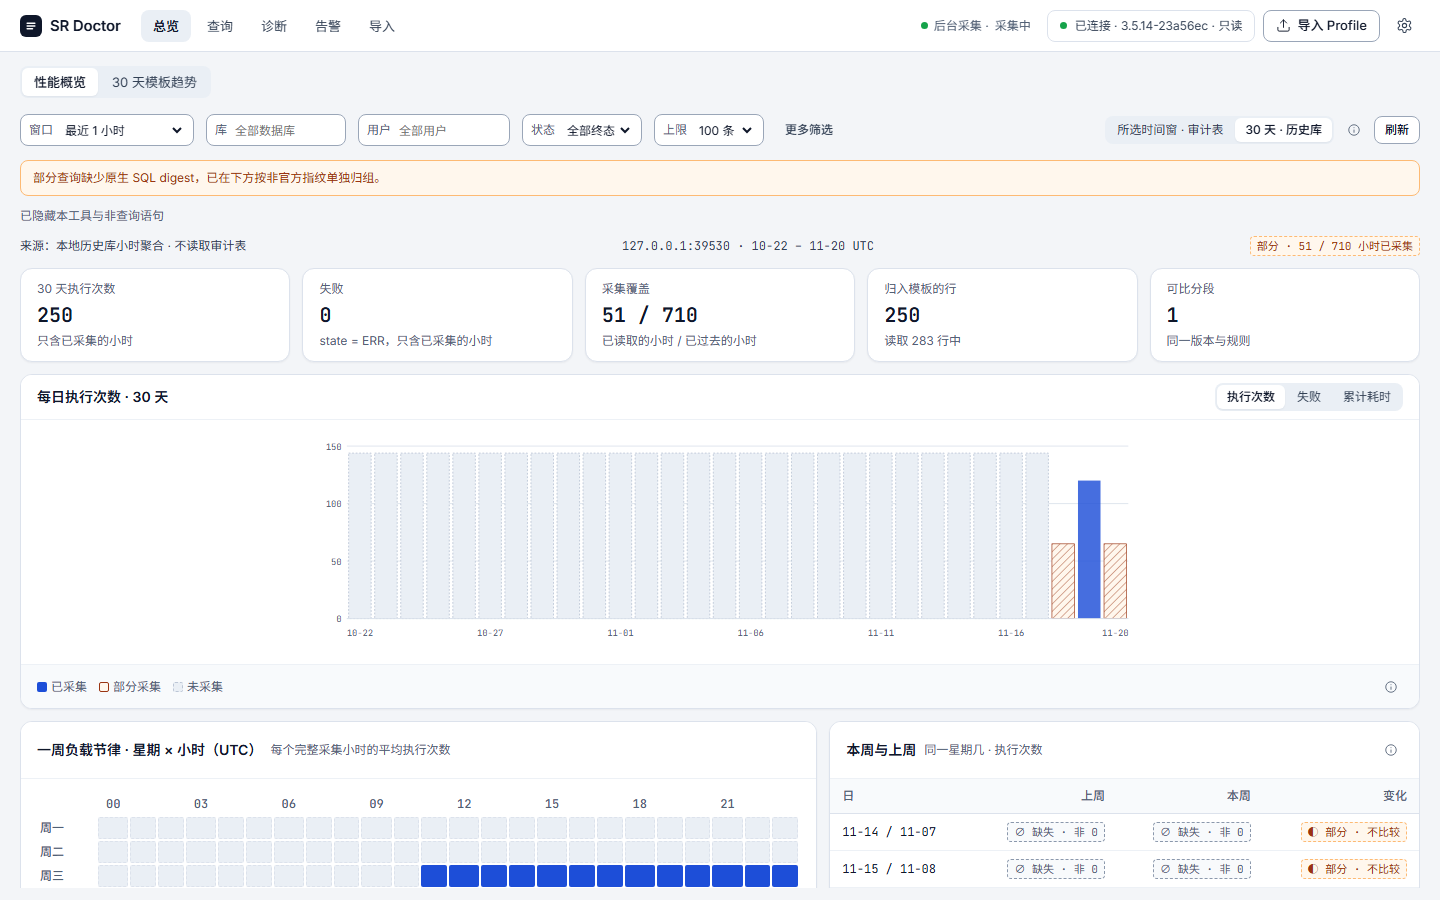 SR Doctor 总览 查询 诊断 告警 导入 后台采集 · 采集中 已连接 · 3.5.14-23a56ec · 只读 导入 Profile
性能概览 30 天模板趋势
窗口 最近 1 小时 库 全部数据库 用户 全部用户 状态 全部终态 上限 100 条 更多筛选 所选时间窗 · 审计表 30 天 · 历史库 刷新
部分查询缺少原生 SQL digest，已在下方按非官方指纹单独归组。
已隐藏本工具与非查询语句
来源：本地历史库小时聚合 · 不读取审计表 127.0.0.1:39530 · 10-22 – 11-20 UTC 部分 · 51 / 710 小时已采集
30 天执行次数 失败 采集覆盖 归入模板的行 可比分段
250 0 51 / 710 250 1
只含已采集的小时 state = ERR，只含已采集的小时 已读取的小时 / 已过去的小时 读取 283 行中 同一版本与规则
每日执行次数 · 30 天 执行次数 失败 累计耗时
150
100
50
0
10-22 10-27 11-01 11-06 11-11 11-16 11-20
已采集 部分采集 未采集
一周负载节律 · 星期 × 小时（UTC） 每个完整采集小时的平均执行次数
00 03 06 09 12 15 18 21
周一
周二
周三
本周与上周 同一星期几 · 执行次数
日 上周 本周 变化
11-14 / 11-07 ∅ 缺失 · 非 0 ∅ 缺失 · 非 0 ◐ 部分 · 不比较
11-15 / 11-08 ∅ 缺失 · 非 0 ∅ 缺失 · 非 0 ◐ 部分 · 不比较